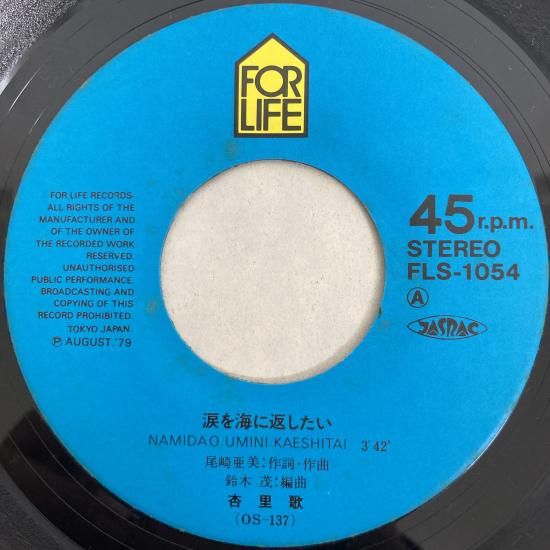 FOR
LIFE
FOR LIFE RECORDS-
ALL RIGHTS OF THE
MANUFACTURER AND
OF THE OWNER OF
THE RECORDED WORK
RESERVED.
UNAUTHORISED
PUBLIC PERFORMANCE,
BROADCASTING AND
COPYING OF THIS
RECORD PROHIBITED.
TOKYO JAPAN.
Ⓟ AUGUST.'79
45 r.p.m.
STEREO
FLS-1054
Ⓐ
JASRAC
涙を海に返したい
NAMIDAO UMINI KAESHITAI 3'42"
尾崎亜美:作詞・作曲
鈴木 茂:編曲
杏里歌
(OS-137)